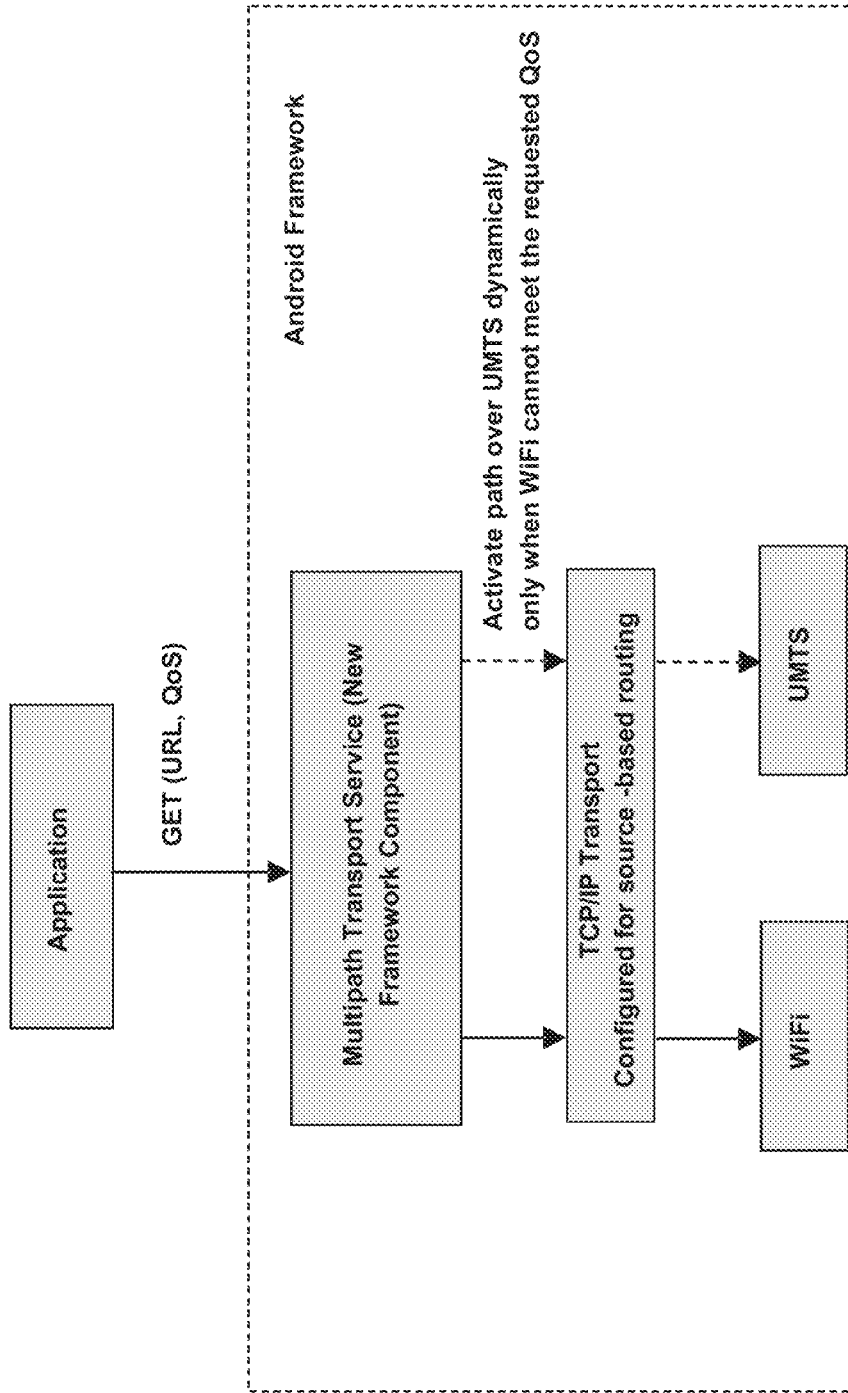 Application
GET (URL, QoS)
Android Framework
Multipath Transport Service (New
Framework Component)
Activate path over UMTS dynamically
only when WiFi cannot meet the requested QoS
TCP/IP Transport
Configured for source -based routing
WiFi
UMTS